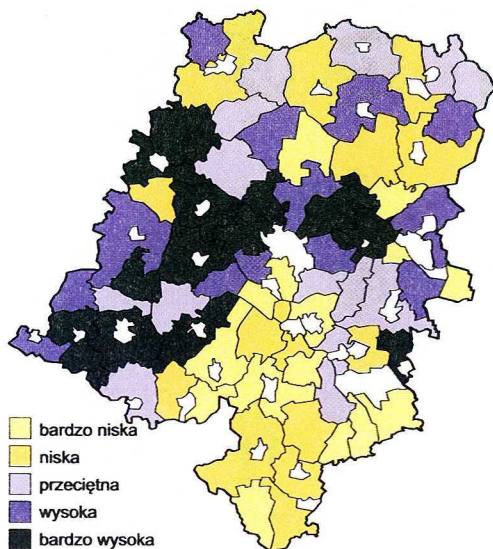 bardzo niska
niska
przeciętna
wysoka
bardzo wysoka